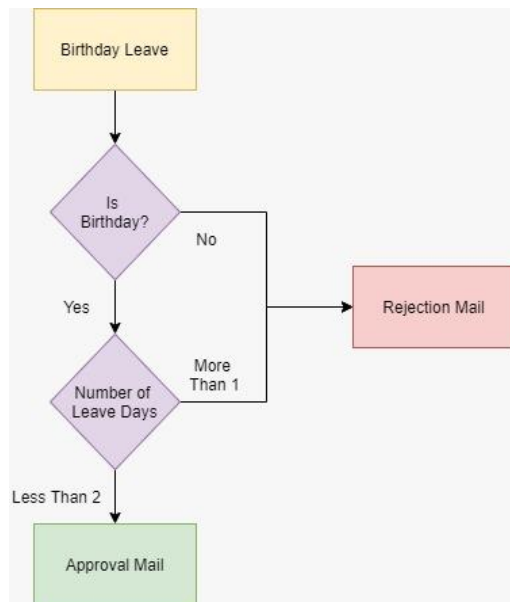 Birthday Leave
Is
Birthday?
No
Yes
Rejection Mail
More
Than 1
Number of
Leave Days
Less Than 2
Approval Mail